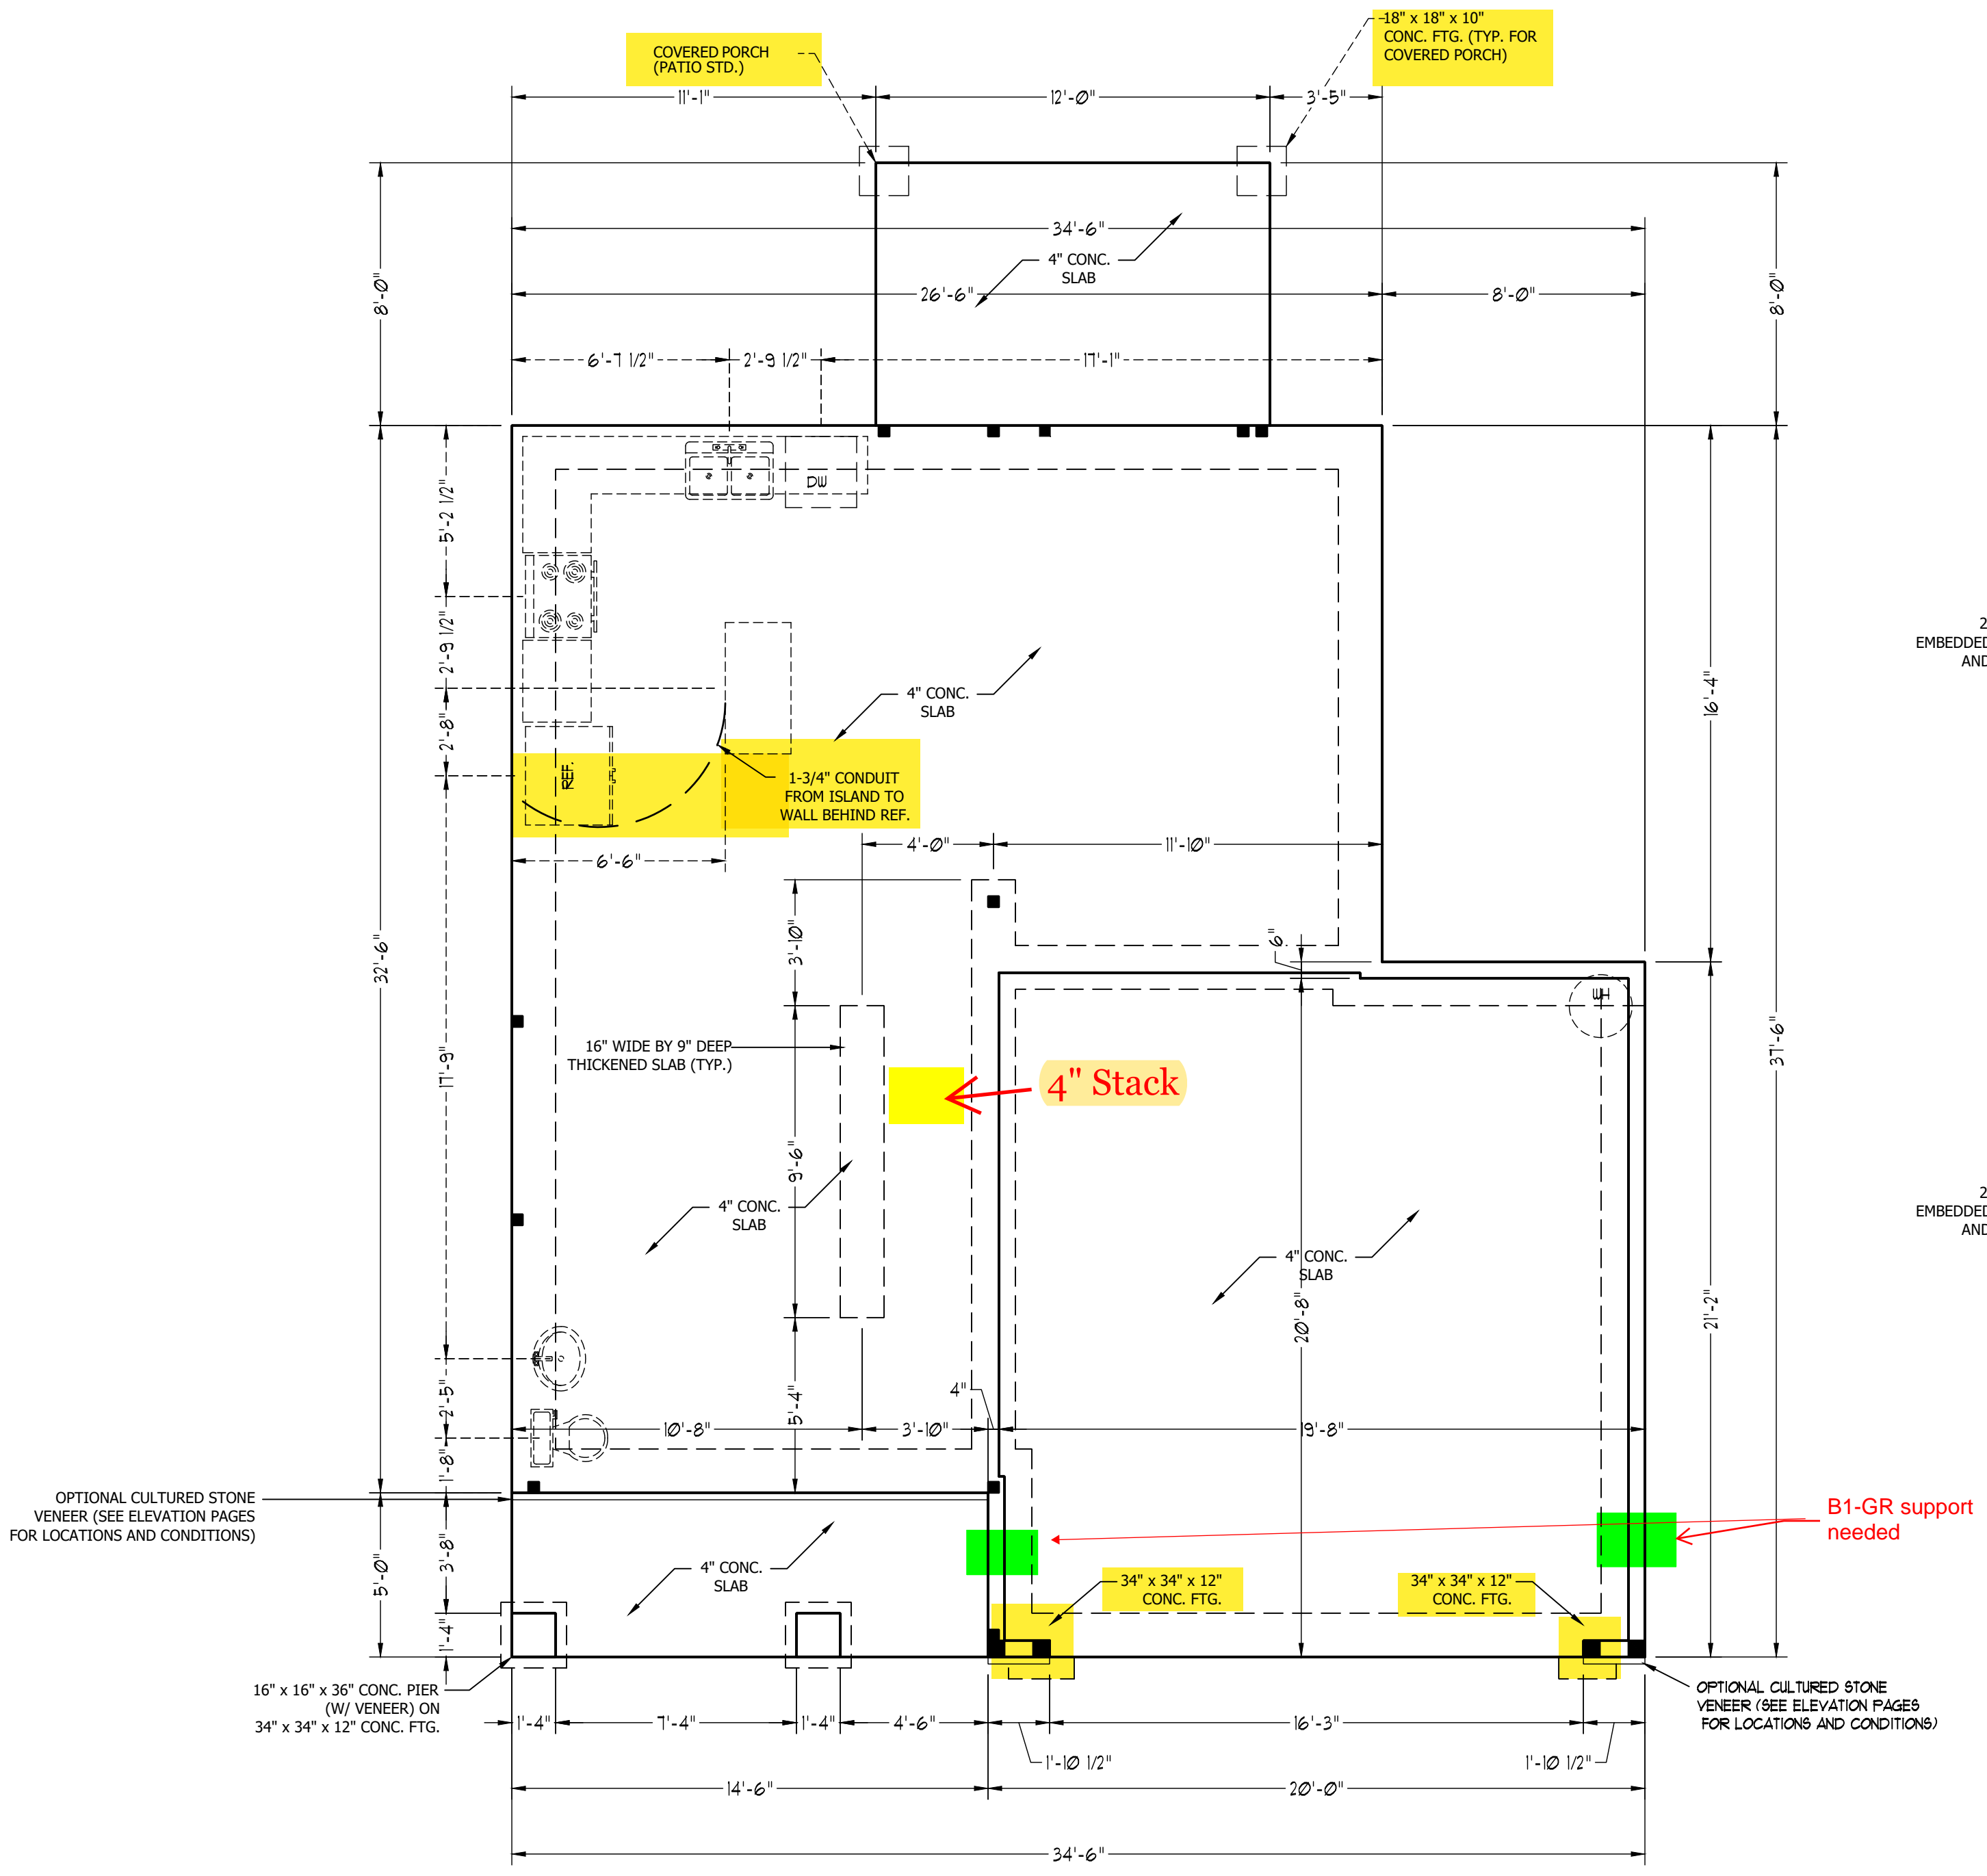 -18" x 18" x 10"
CONC. FTG. (TYP. FOR
COVERED PORCH)
COVERED PORCH
(PATIO STD.)
11'-1"
12'-0"
3'-5"
34'-6"
4" CONC.
SLAB
26'-6"
8'-0"
8'-0"
8'-0"
6'-7 1/2"
2'-9 1/2"
17'-1"
DW
5'-2 1/2"
2'-9 1/2"
2'-8"
4" CONC.
SLAB
16'-4"
2
EMBEDDED
AND
REF.
1-3/4" CONDUIT
FROM ISLAND TO
WALL BEHIND REF.
6'-6"
4'-0"
11'-10"
3'-10"
6"
32'-6"
WH
37'-6"
17'-9"
16" WIDE BY 9" DEEP
THICKENED SLAB (TYP.)
4" Stack
9'-6"
4" CONC.
SLAB
2
EMBEDDED
AND
4" CONC.
SLAB
20'-8"
21'-2"
2'-5"
5'-4"
4"
10'-8"
3'-10"
19'-8"
1'-8"
OPTIONAL CULTURED STONE
VENEER (SEE ELEVATION PAGES
FOR LOCATIONS AND CONDITIONS)
B1-GR support
needed
5'-0"
3'-8"
4" CONC.
SLAB
34" x 34" x 12"
CONC. FTG.
34" x 34" x 12"
CONC. FTG.
1'-4"
16" x 16" x 36" CONC. PIER
(W/ VENEER) ON
34" x 34" x 12" CONC. FTG.
OPTIONAL CULTURED STONE
VENEER (SEE ELEVATION PAGES
FOR LOCATIONS AND CONDITIONS)
1'-4"
7'-4"
1'-4"
4'-6"
16'-3"
1'-10 1/2"
1'-10 1/2"
14'-6"
20'-0"
34'-6"